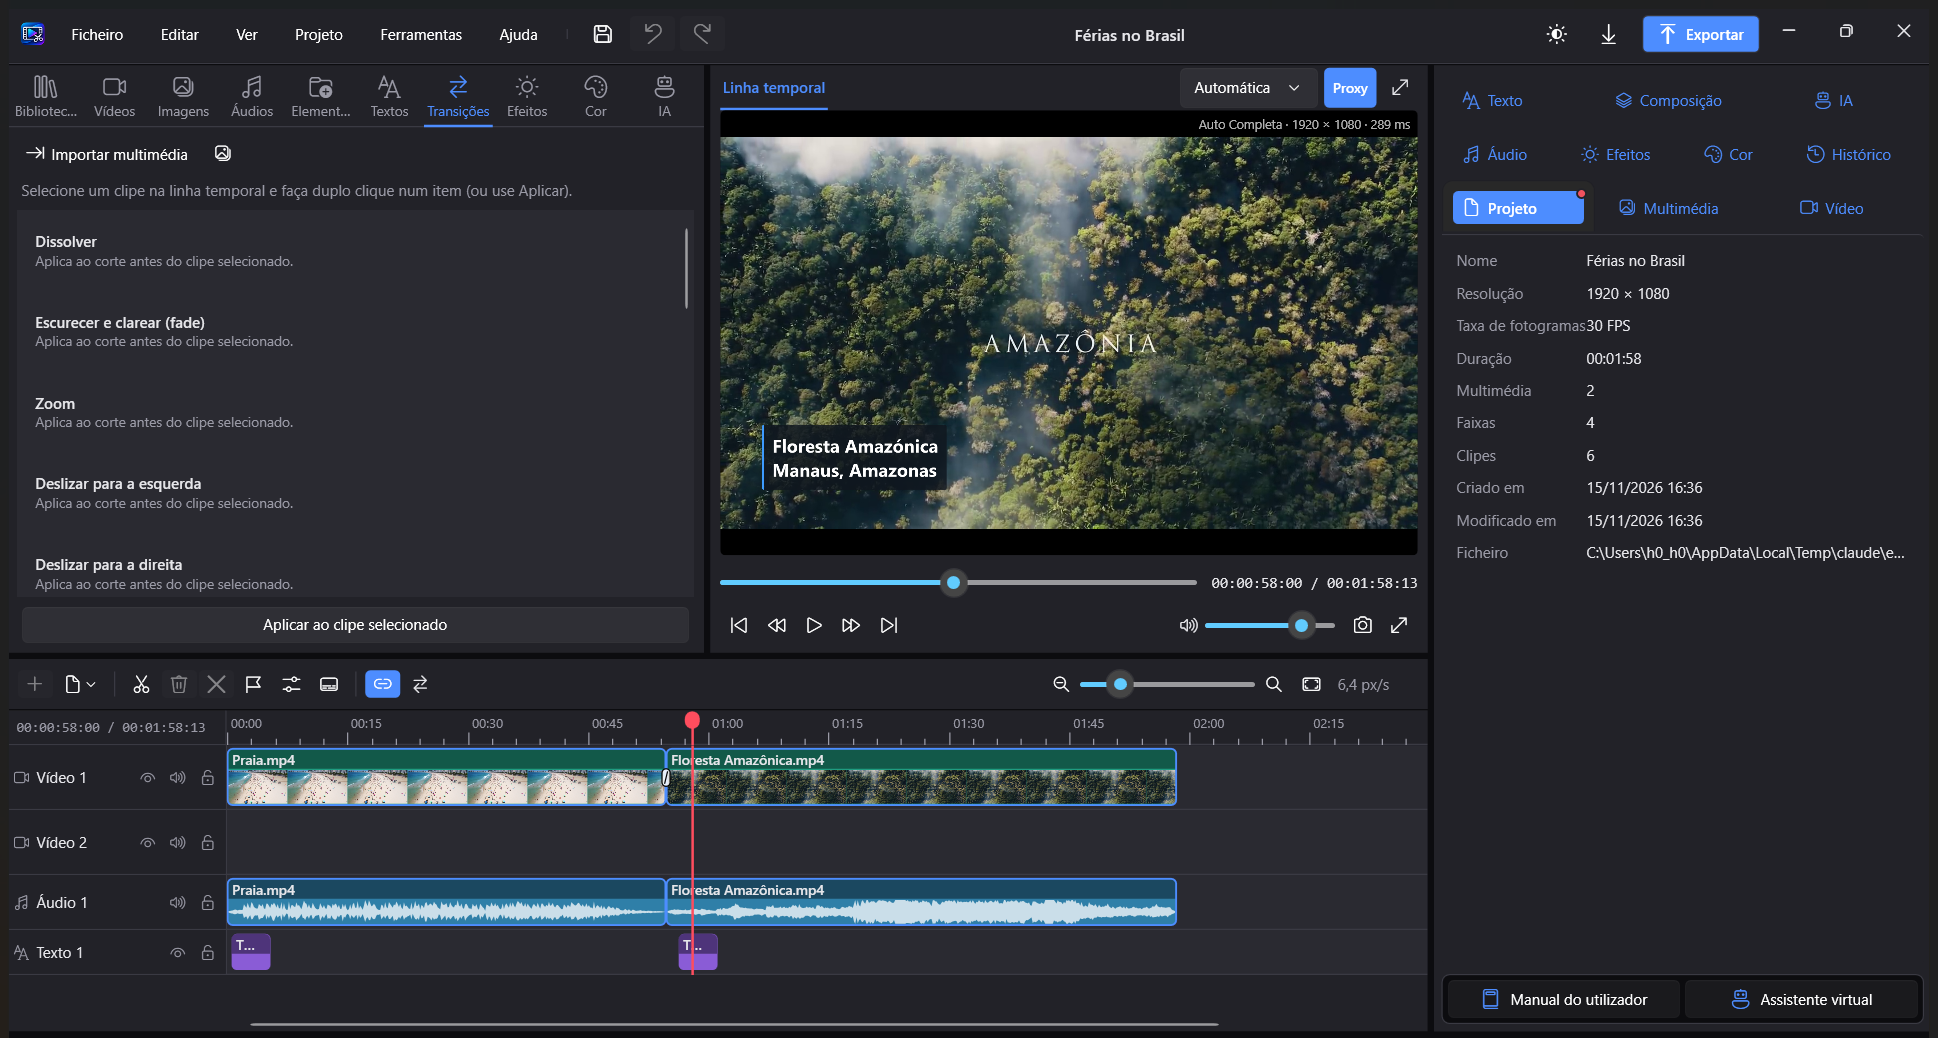 Ficheiro Editar Ver Projeto Ferramentas Ajuda
Férias no Brasil
Exportar
Bibliotec... Vídeos Imagens Áudios Element... Textos Transições Efeitos Cor IA
Importar multimédia
Selecione um clipe na linha temporal e faça duplo clique num item (ou use Aplicar).
Dissolver
Aplica ao corte antes do clipe selecionado.
Escurecer e clarear (fade)
Aplica ao corte antes do clipe selecionado.
Zoom
Aplica ao corte antes do clipe selecionado.
Deslizar para a esquerda
Aplica ao corte antes do clipe selecionado.
Deslizar para a direita
Aplica ao corte antes do clipe selecionado.
Aplicar ao clipe selecionado
Linha temporal
Automática
Proxy
Auto Completa · 1920 × 1080 · 289 ms
AMAZÔNIA
Floresta Amazónica
Manaus, Amazonas
00:00:58:00 / 00:01:58:13
Texto Composição IA
Áudio Efeitos Cor Histórico
Projeto Multimédia Vídeo
Nome Férias no Brasil
Resolução 1920 × 1080
Taxa de fotogramas 30 FPS
Duração 00:01:58
Multimédia 2
Faixas 4
Clipes 6
Criado em 15/11/2026 16:36
Modificado em 15/11/2026 16:36
Ficheiro C:\Users\h0_h0\AppData\Local\Temp\claude\e...
Manual do utilizador
Assistente virtual
6,4 px/s
00:00:58:00 / 00:01:58:13
00:00 00:15 00:30 00:45 01:00 01:15 01:30 01:45 02:00 02:15
Vídeo 1
Praia.mp4
Floresta Amazônica.mp4
Vídeo 2
Áudio 1
Praia.mp4
Floresta Amazônica.mp4
Texto 1
T...
T...